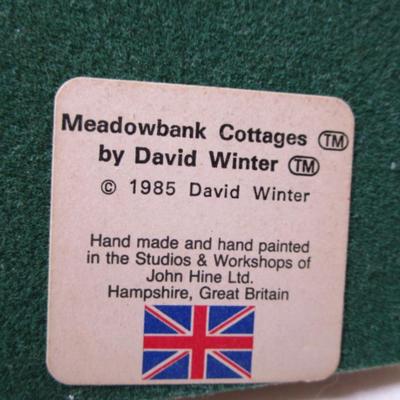 Meadowbank Cottages ™
by David Winter ™
© 1985 David Winter
Hand made and hand painted
in the Studios & Workshops of
John Hine Ltd.
Hampshire, Great Britain